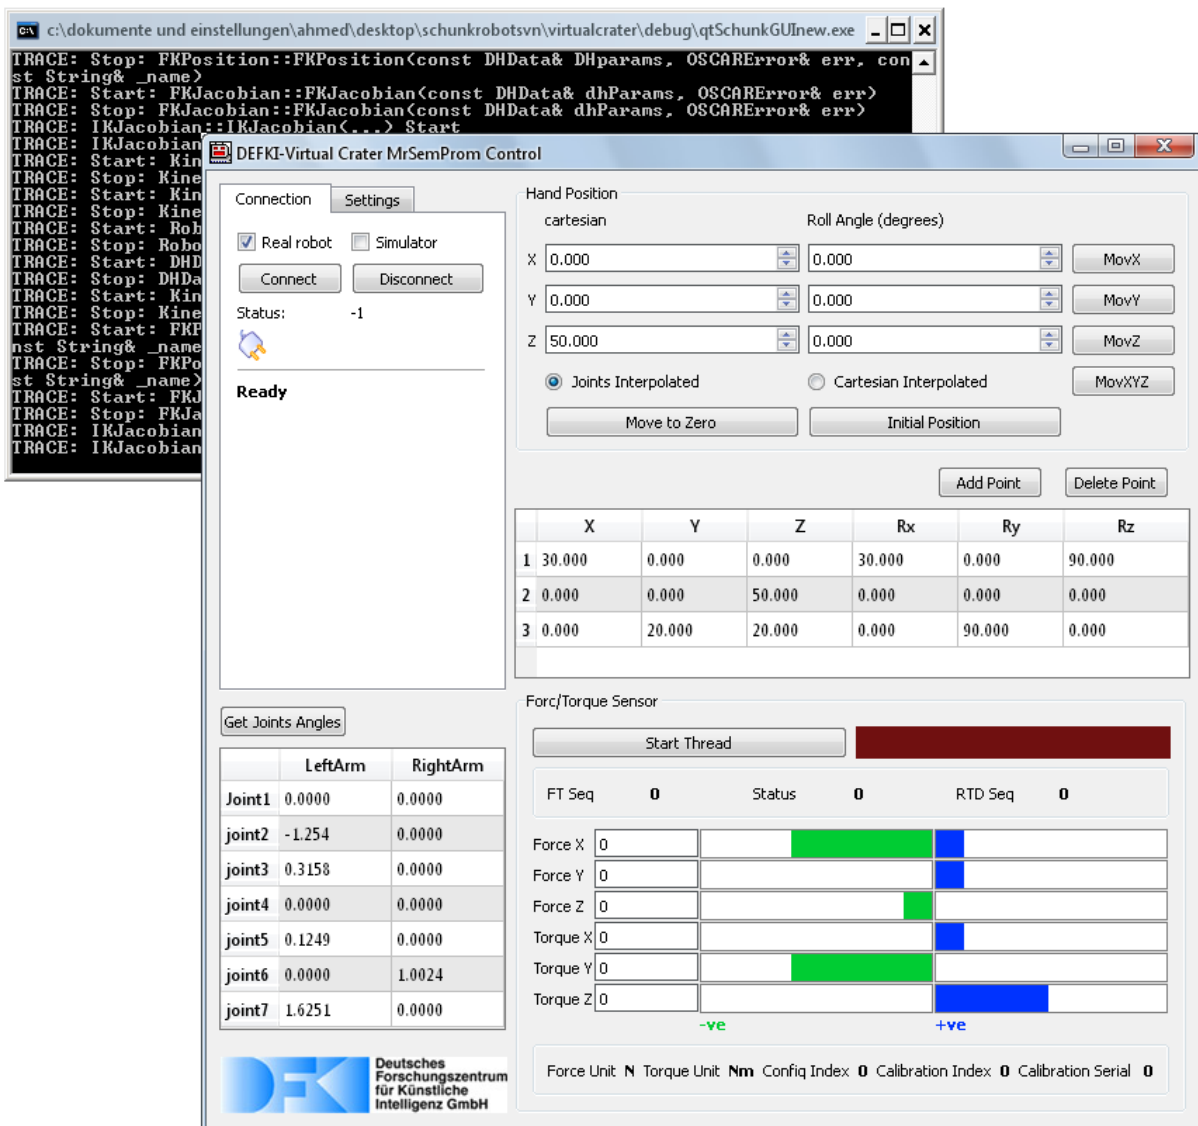 c:\dokumente und einstellungen\ahmed\desktop\schunkrobotsvn\virtualcrater\debug\qtSchunkGUInew.exe
TRACE: Stop: FKPosition::FKPosition(const DHData& DHparams, OSCARError& err, con
st String& _name)
TRACE: Start: FKJacobian::FKJacobian(const DHData& dhParams, OSCARError& err)
TRACE: Stop: FKJacobian::FKJacobian(const DHData& dhParams, OSCARError& err)
TRACE: IKJacobian::IKJacobian(...) Start
TRACE: IKJacobian
TRACE: Start: Kin
TRACE: Stop: Kine
TRACE: Start: Kin
TRACE: Stop: Kine
TRACE: Start: Rob
TRACE: Stop: Robo
TRACE: Start: DHD
TRACE: Stop: DHDa
TRACE: Start: Kin
TRACE: Stop: Kine
TRACE: Start: FKP
nst String& _name
TRACE: Stop: FKPo
st String& _name)
TRACE: Start: FKJ
TRACE: Stop: FKJa
TRACE: IKJacobian
TRACE: IKJacobian
DEFKI-Virtual Crater MrSemProm Control
Connection Settings
Real robot Simulator
Connect Disconnect
Status: -1
Ready
Hand Position
cartesian Roll Angle (degrees)
X 0.000 0.000 MovX
Y 0.000 0.000 MovY
Z 50.000 0.000 MovZ
Joints Interpolated Cartesian Interpolated MovXYZ
Move to Zero Initial Position
Add Point Delete Point
X Y Z Rx Ry Rz
1 30.000 0.000 0.000 30.000 0.000 90.000
2 0.000 0.000 50.000 0.000 0.000 0.000
3 0.000 20.000 20.000 0.000 90.000 0.000
Get Joints Angles
LeftArm RightArm
Joint1 0.0000 0.0000
joint2 -1.254 0.0000
joint3 0.3158 0.0000
joint4 0.0000 0.0000
joint5 0.1249 0.0000
joint6 0.0000 1.0024
joint7 1.6251 0.0000
Forc/Torque Sensor
Start Thread
FT Seq 0 Status 0 RTD Seq 0
Force X 0
Force Y 0
Force Z 0
Torque X 0
Torque Y 0
Torque Z 0
-ve +ve
Force Unit N Torque Unit Nm Config Index 0 Calibration Index 0 Calibration Serial 0
DFK
Deutsches
Forschungszentrum
für Künstliche
Intelligenz GmbH